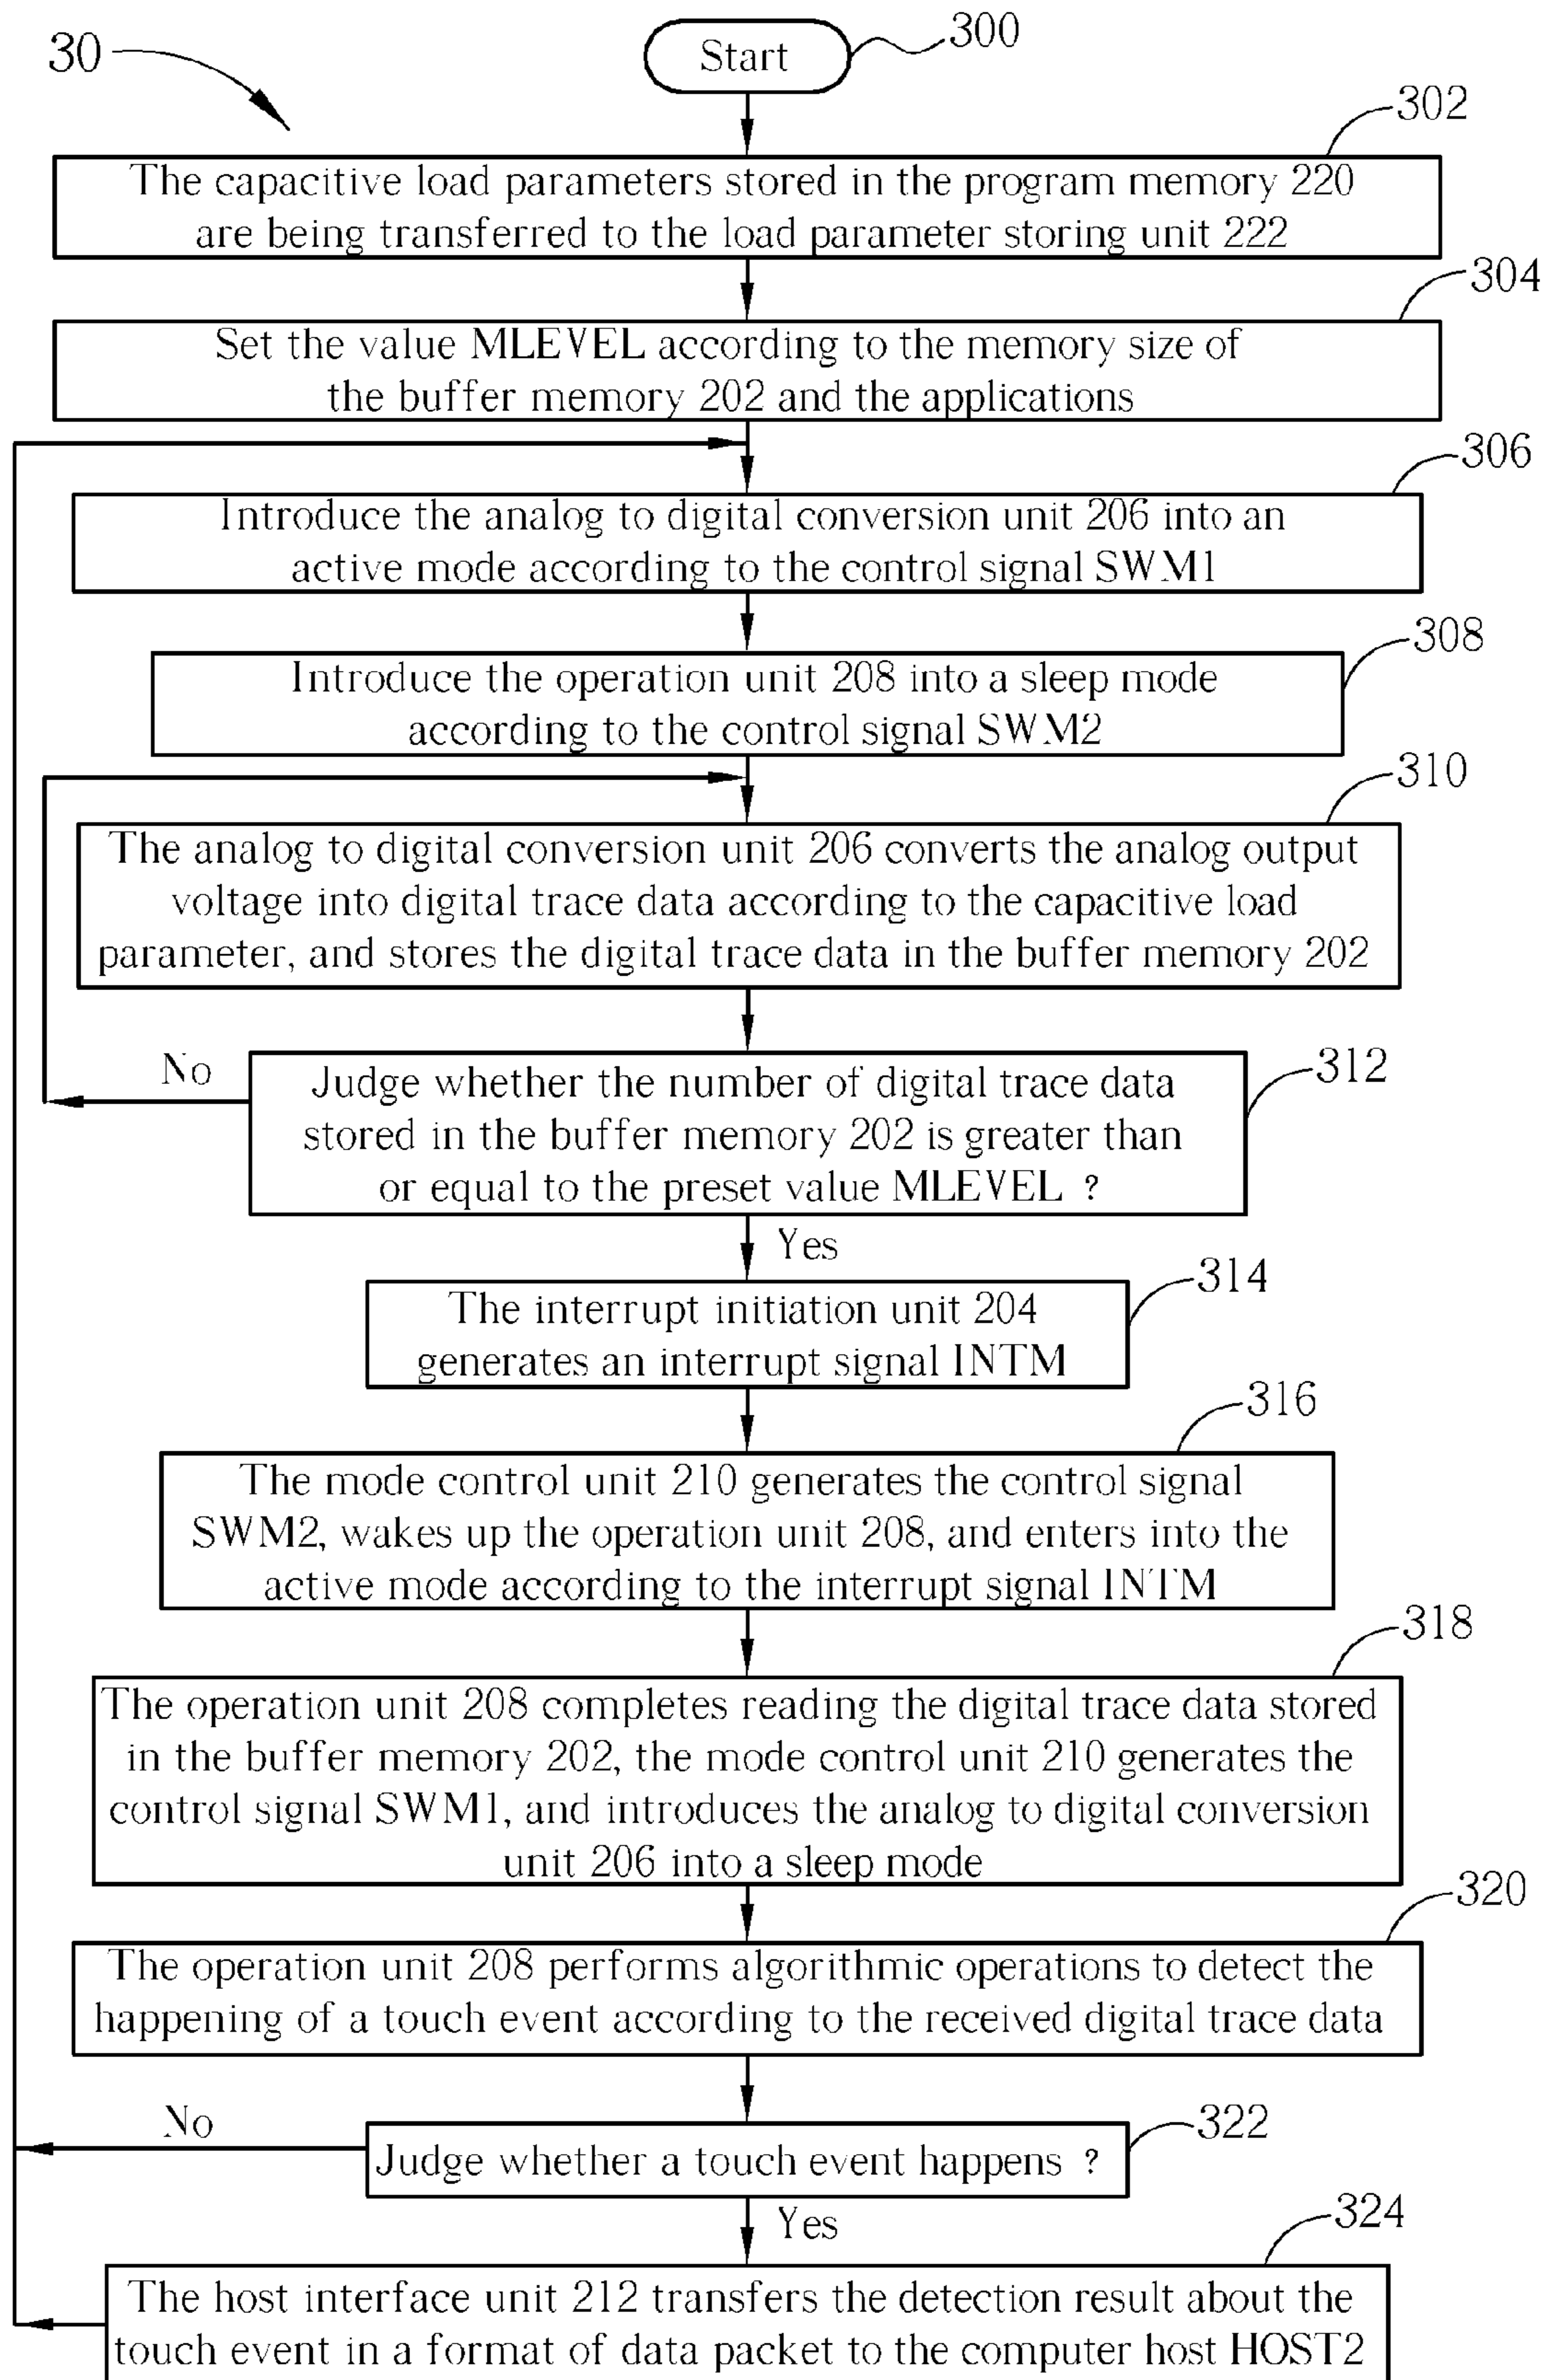 30
Start
300
302
The capacitive load parameters stored in the program memory 220
are being transferred to the load parameter storing unit 222
304
Set the value MLEVEL according to the memory size of
the buffer memory 202 and the applications
306
Introduce the analog to digital conversion unit 206 into an
active mode according to the control signal SWM1
308
Introduce the operation unit 208 into a sleep mode
according to the control signal SWM2
310
The analog to digital conversion unit 206 converts the analog output
voltage into digital trace data according to the capacitive load
parameter, and stores the digital trace data in the buffer memory 202
No
312
Judge whether the number of digital trace data
stored in the buffer memory 202 is greater than
or equal to the preset value MLEVEL ?
Yes
314
The interrupt initiation unit 204
generates an interrupt signal INTM
316
The mode control unit 210 generates the control signal
SWM2, wakes up the operation unit 208, and enters into the
active mode according to the interrupt signal INTM
318
The operation unit 208 completes reading the digital trace data stored
in the buffer memory 202, the mode control unit 210 generates the
control signal SWM1, and introduces the analog to digital conversion
unit 206 into a sleep mode
320
The operation unit 208 performs algorithmic operations to detect the
happening of a touch event according to the received digital trace data
No
322
Judge whether a touch event happens ?
Yes
324
The host interface unit 212 transfers the detection result about the
touch event in a format of data packet to the computer host HOST2